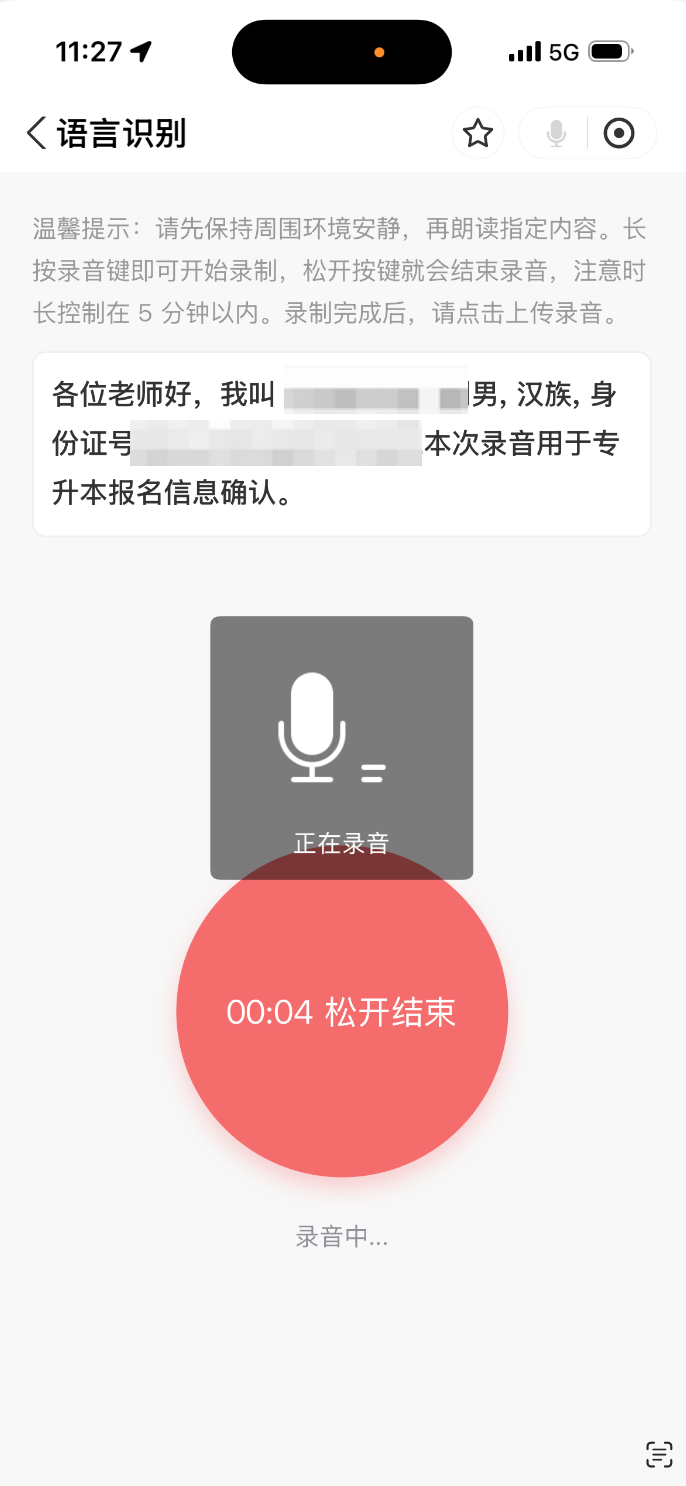 11:27
5G
语言识别
温馨提示：请先保持周围环境安静，再朗读指定内容。长
按录音键即可开始录制，松开按键就会结束录音，注意时
长控制在 5 分钟以内。录制完成后，请点击上传录音。
各位老师好，我叫 男, 汉族, 身
份证号 本次录音用于专
升本报名信息确认。
正在录音
00:04 松开结束
录音中...